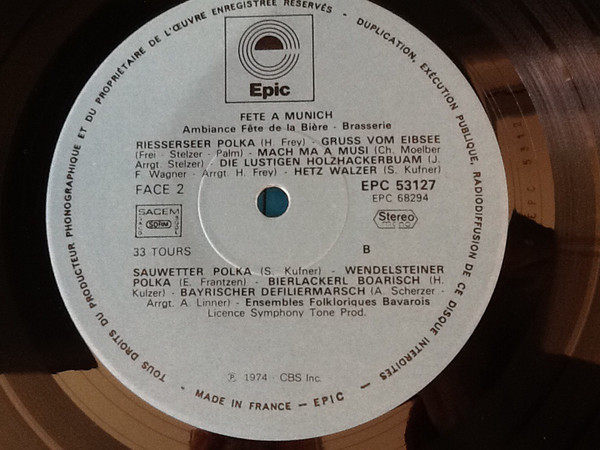 TOUS DROITS DU PRODUCTEUR PHONOGRAPHIQUE ET DU PROPRIÉTAIRE DE L'ŒUVRE ENREGISTRÉE RÉSERVÉS - DUPLICATION, EXÉCUTION PUBLIQUE, RADIODIFUSION DE CE DISQUE INTERDITES
Epic
FETE A MUNICH
Ambiance Fête de la Bière - Brasserie
RIESSERSEER POLKA (H. Frey) - GRUSS VOM EIBSEE
(Frei - Stelzer - Palm) - MACH MA A MUSI (Ch. Moelber
Arrgt. Stelzer) - DIE LUSTIGEN HOLZHACKERBUAM (J.
F. Wagner - Arrgt. H. Frey) - HETZ WALZER (S. Kufner)
FACE 2
EPC 53127
EPC 68294
SACEM
SDRM
Stereo
33 TOURS
B
SAUWETTER POLKA (S. Kufner) - WENDELSTEINER
POLKA (E. Frantzen) - BIERLACKERL BOARISCH (H.
Kulzer) - BAYRISCHER DEFILIERMARSCH (A. Scherzer -
Arrgt. A. Linner) - Ensembles Folkloriques Bavarois
Licence Symphony Tone Prod.
℗ 1974 - CBS Inc.
- MADE IN FRANCE - EPIC -